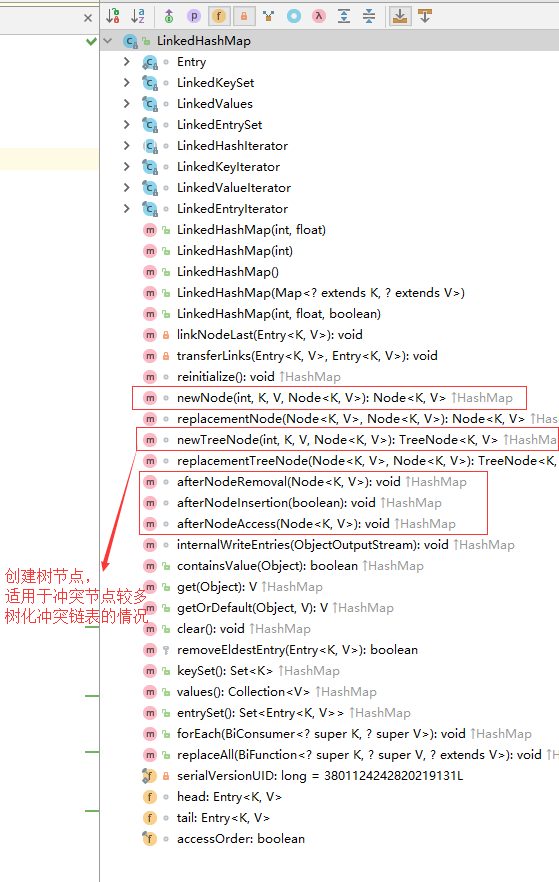 LinkedHashMap
Entry
LinkedKeySet
LinkedValues
LinkedEntrySet
LinkedHashIterator
LinkedKeyIterator
LinkedValueIterator
LinkedEntryIterator
LinkedHashMap(int, float)
LinkedHashMap(int)
LinkedHashMap()
LinkedHashMap(Map<? extends K, ? extends V>)
LinkedHashMap(int, float, boolean)
linkNodeLast(Entry<K, V>): void
transferLinks(Entry<K, V>, Entry<K, V>): void
reinitialize(): void ↑HashMap
newNode(int, K, V, Node<K, V>): Node<K, V> ↑HashMap
replacementNode(Node<K, V>, Node<K, V>): Node<K, V> ↑Has
newTreeNode(int, K, V, Node<K, V>): TreeNode<K, V> ↑HashMa
replacementTreeNode(Node<K, V>, Node<K, V>): TreeNode<K,
afterNodeRemoval(Node<K, V>): void ↑HashMap
afterNodeInsertion(boolean): void ↑HashMap
afterNodeAccess(Node<K, V>): void ↑HashMap
internalWriteEntries(ObjectOutputStream): void ↑HashMap
containsValue(Object): boolean ↑HashMap
get(Object): V ↑HashMap
getOrDefault(Object, V): V ↑HashMap
clear(): void ↑HashMap
removeEldestEntry(Entry<K, V>): boolean
keySet(): Set<K> ↑HashMap
values(): Collection<V> ↑HashMap
entrySet(): Set<Entry<K, V>> ↑HashMap
forEach(BiConsumer<? super K, ? super V>): void ↑HashMap
replaceAll(BiFunction<? super K, ? super V, ? extends V>): void ↑H
serialVersionUID: long = 3801124242820219131L
head: Entry<K, V>
tail: Entry<K, V>
accessOrder: boolean
创建树节点，
适用于冲突节点较多
树化冲突链表的情况